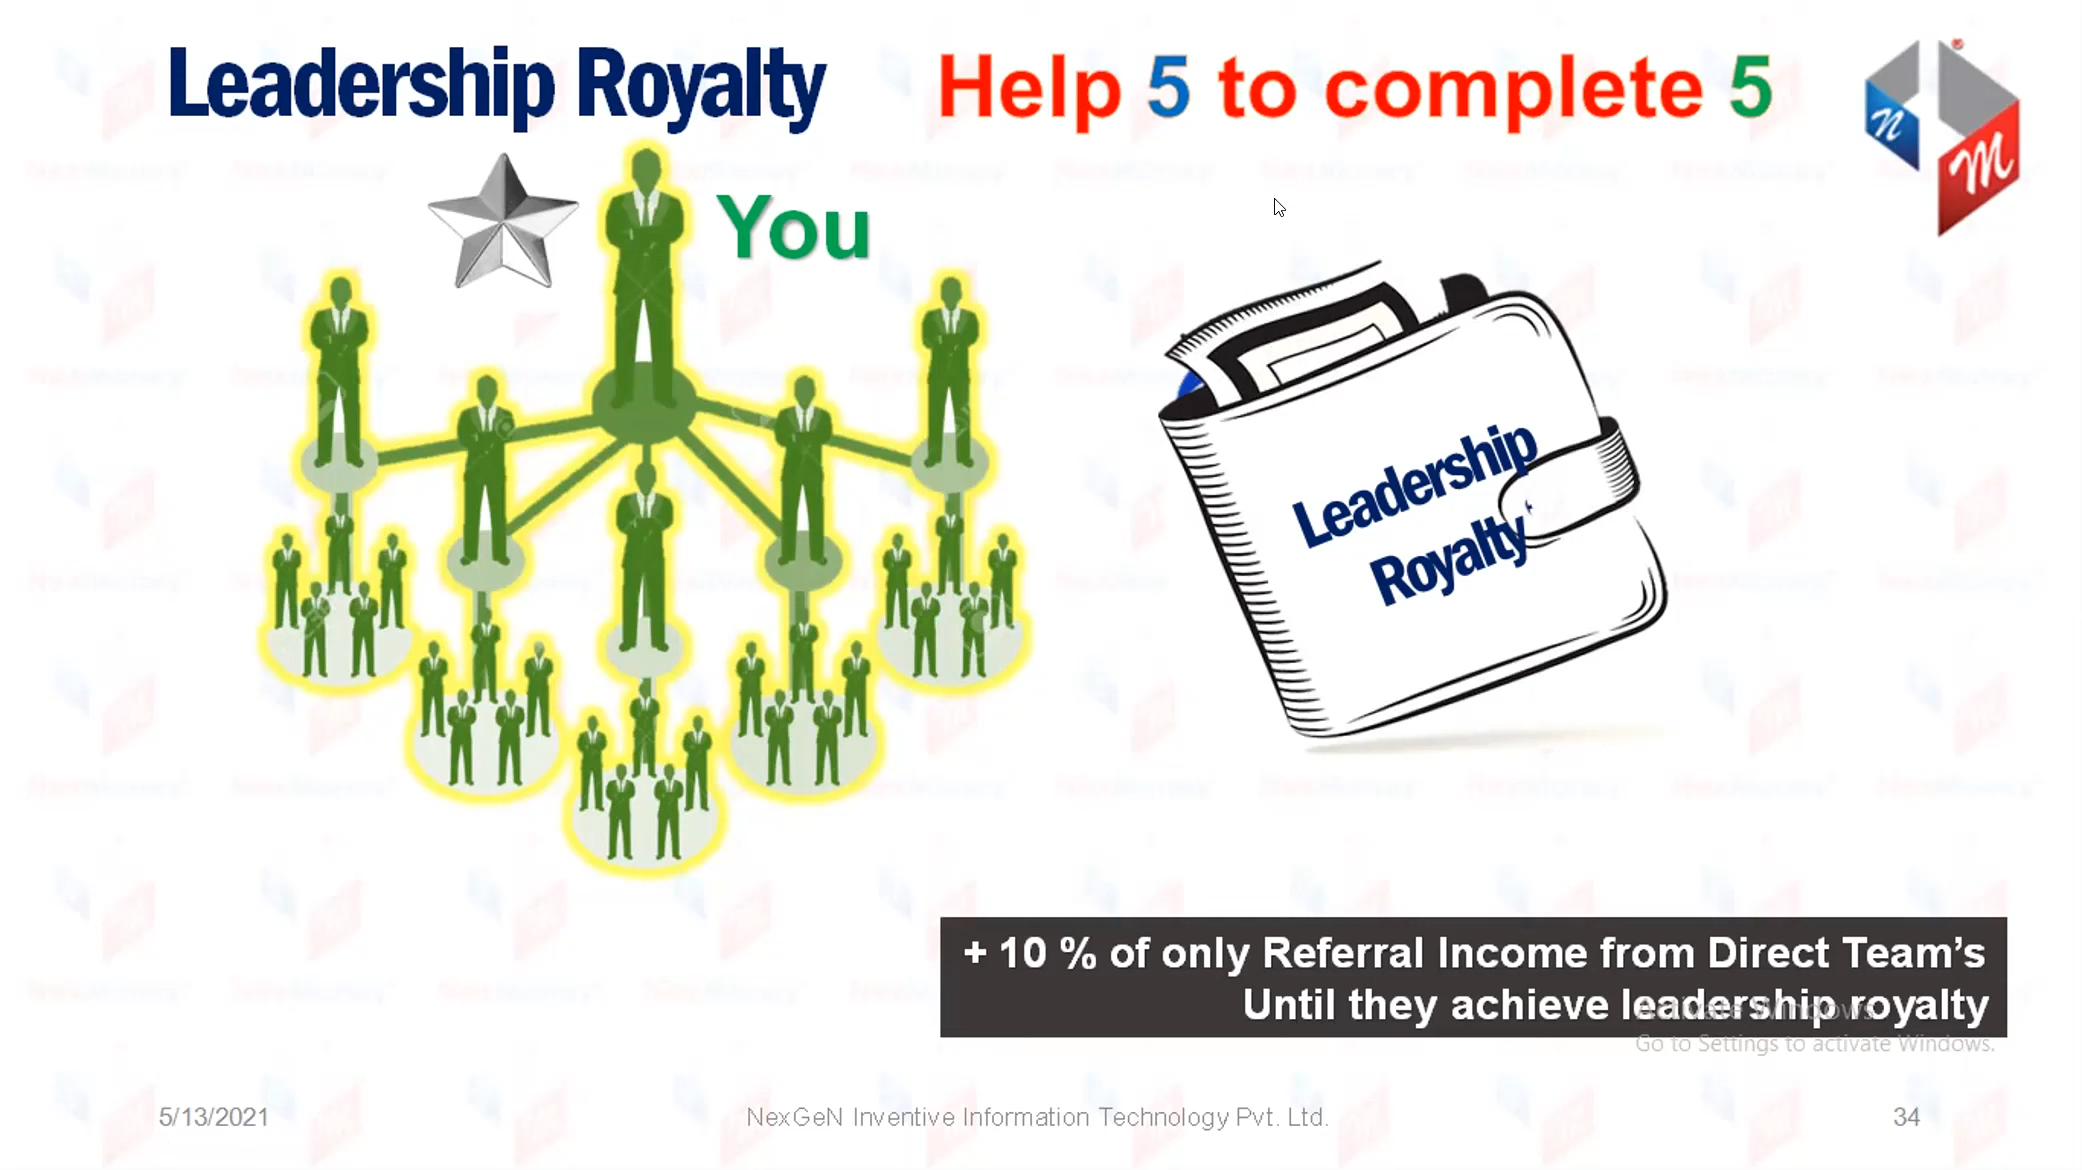 Leadership Royalty
Help 5 to complete 5
n
M
®
You
Leadership
Royalty
+ 10 % of only Referral Income from Direct Team’s
Until they achieve leadership royalty
Activate Windows
Go to Settings to activate Windows.
5/13/2021
NexGeN Inventive Information Technology Pvt. Ltd.
34